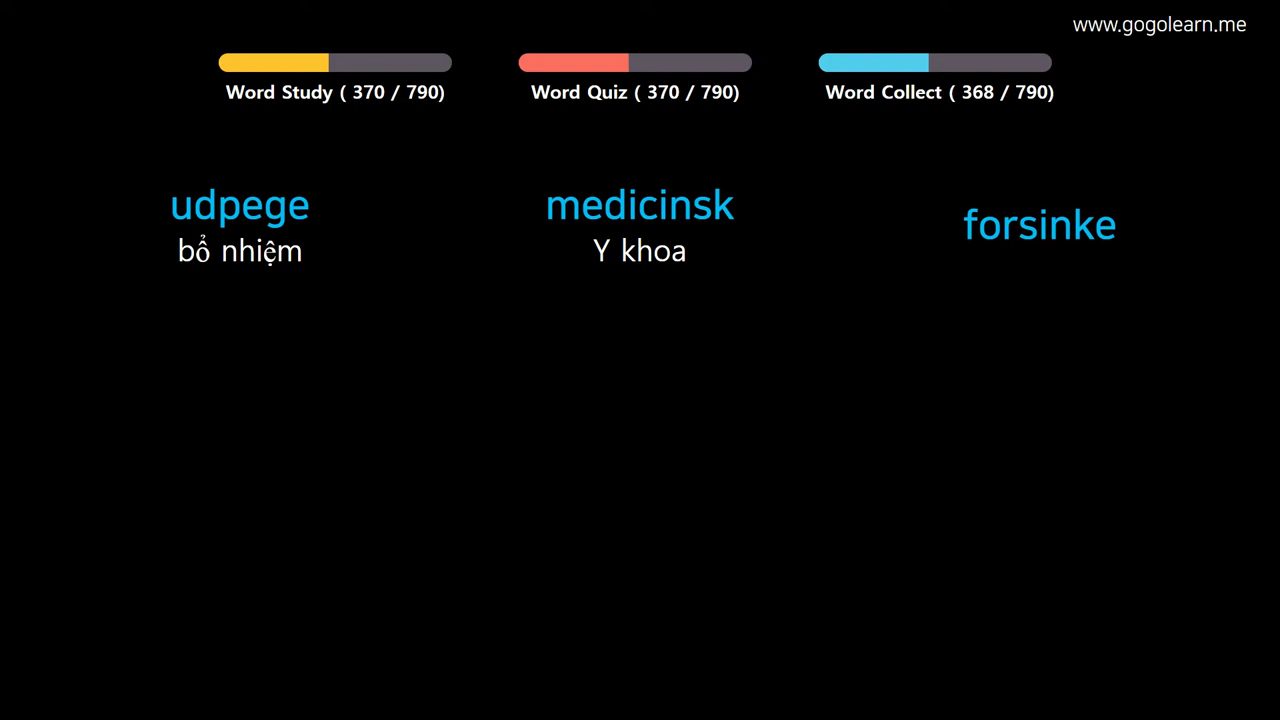 www.gogolearn.me
Word Study ( 370 / 790)
Word Quiz ( 370 / 790)
Word Collect ( 368 / 790)
udpege
bổ nhiệm
medicinsk
Y khoa
forsinke